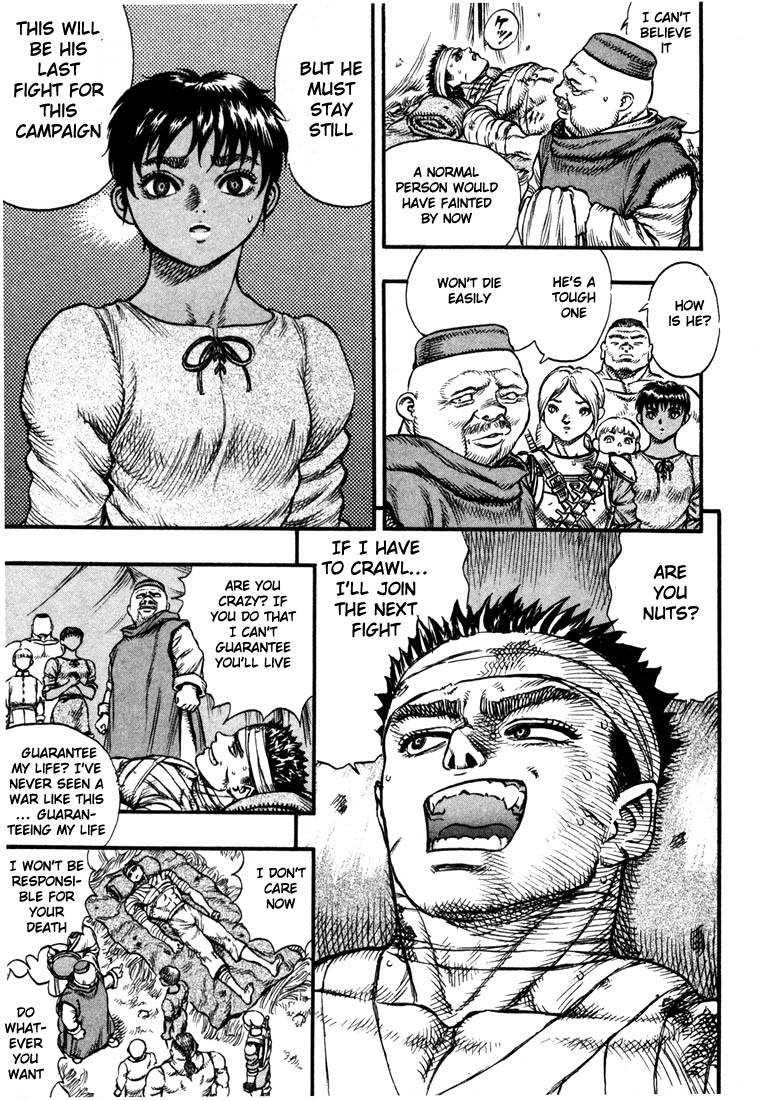 I CAN'T
BELIEVE
IT
A NORMAL
PERSON WOULD
HAVE FAINTED
BY NOW
BUT HE
MUST
STAY
STILL
THIS WILL
BE HIS
LAST
FIGHT FOR
THIS
CAMPAIGN
HOW
IS HE?
HE'S A
TOUGH
ONE
WON'T DIE
EASILY
ARE
YOU
NUTS?
IF I HAVE
TO CRAWL...
I'LL JOIN
THE NEXT
FIGHT
ARE YOU
CRAZY? IF
YOU DO THAT
I CAN'T
GUARANTEE
YOU'LL LIVE
GUARANTEE
MY LIFE? I'VE
NEVER SEEN A
WAR LIKE THIS
... GUARAN-
TEEING MY LIFE
I DON'T
CARE
NOW
I WON'T BE
RESPONSI-
BLE FOR
YOUR
DEATH
DO
WHAT-
EVER
YOU
WANT